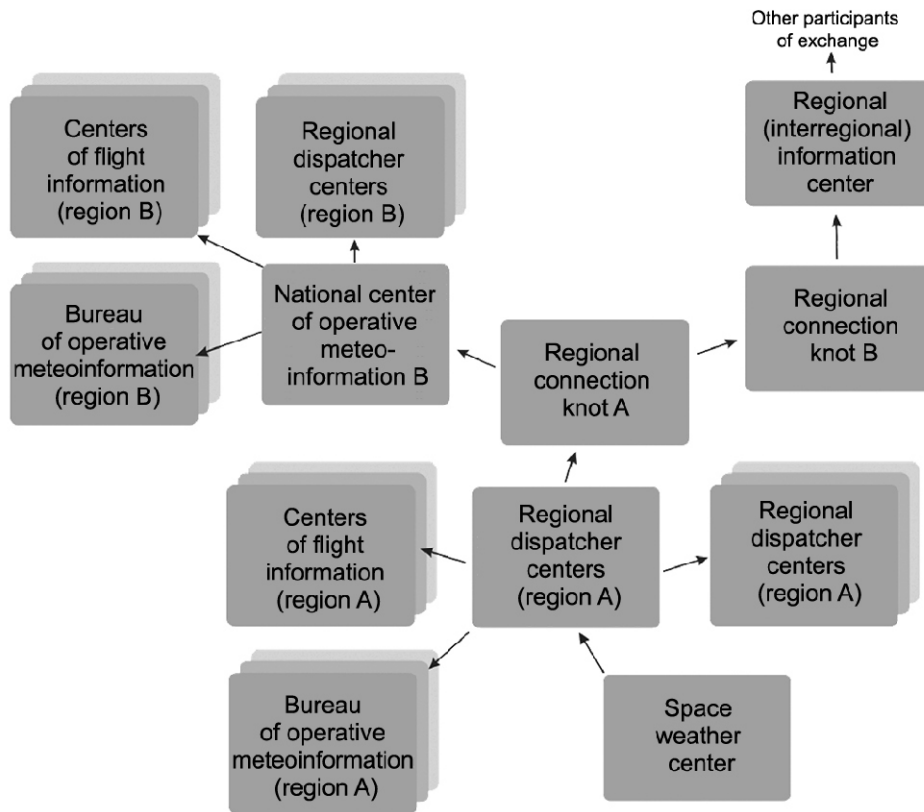 Other participants
of exchange
Regional
(interregional)
information
center
Centers
of flight
information
(region B)
Regional
dispatcher
centers
(region B)
Bureau
of operative
meteoinformation
(region B)
National center
of operative
meteo-
information B
Regional
connection
knot A
Regional
connection
knot B
Centers
of flight
information
(region A)
Regional
dispatcher
centers
(region A)
Regional
dispatcher
centers
(region A)
Bureau
of operative
meteoinformation
(region A)
Space
weather
center